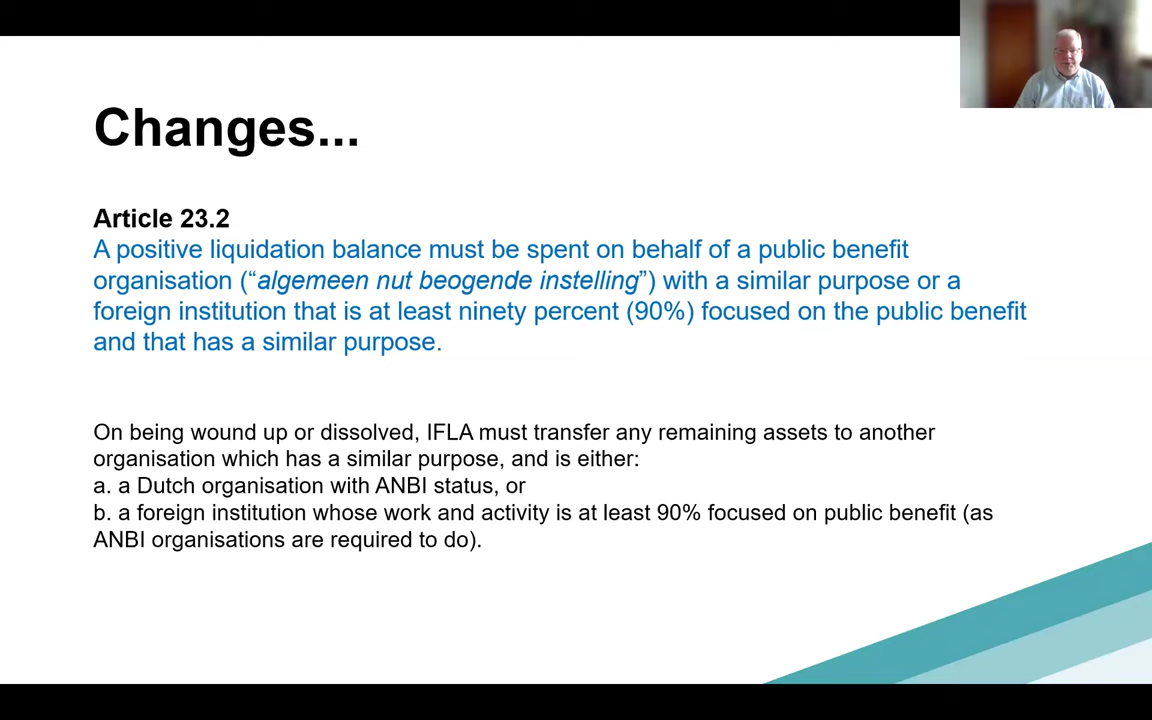 Changes...
Article 23.2
A positive liquidation balance must be spent on behalf of a public benefit
organisation (“algemeen nut beogende instelling”) with a similar purpose or a
foreign institution that is at least ninety percent (90%) focused on the public benefit
and that has a similar purpose.
On being wound up or dissolved, IFLA must transfer any remaining assets to another
organisation which has a similar purpose, and is either:
a. a Dutch organisation with ANBI status, or
b. a foreign institution whose work and activity is at least 90% focused on public benefit (as
ANBI organisations are required to do).